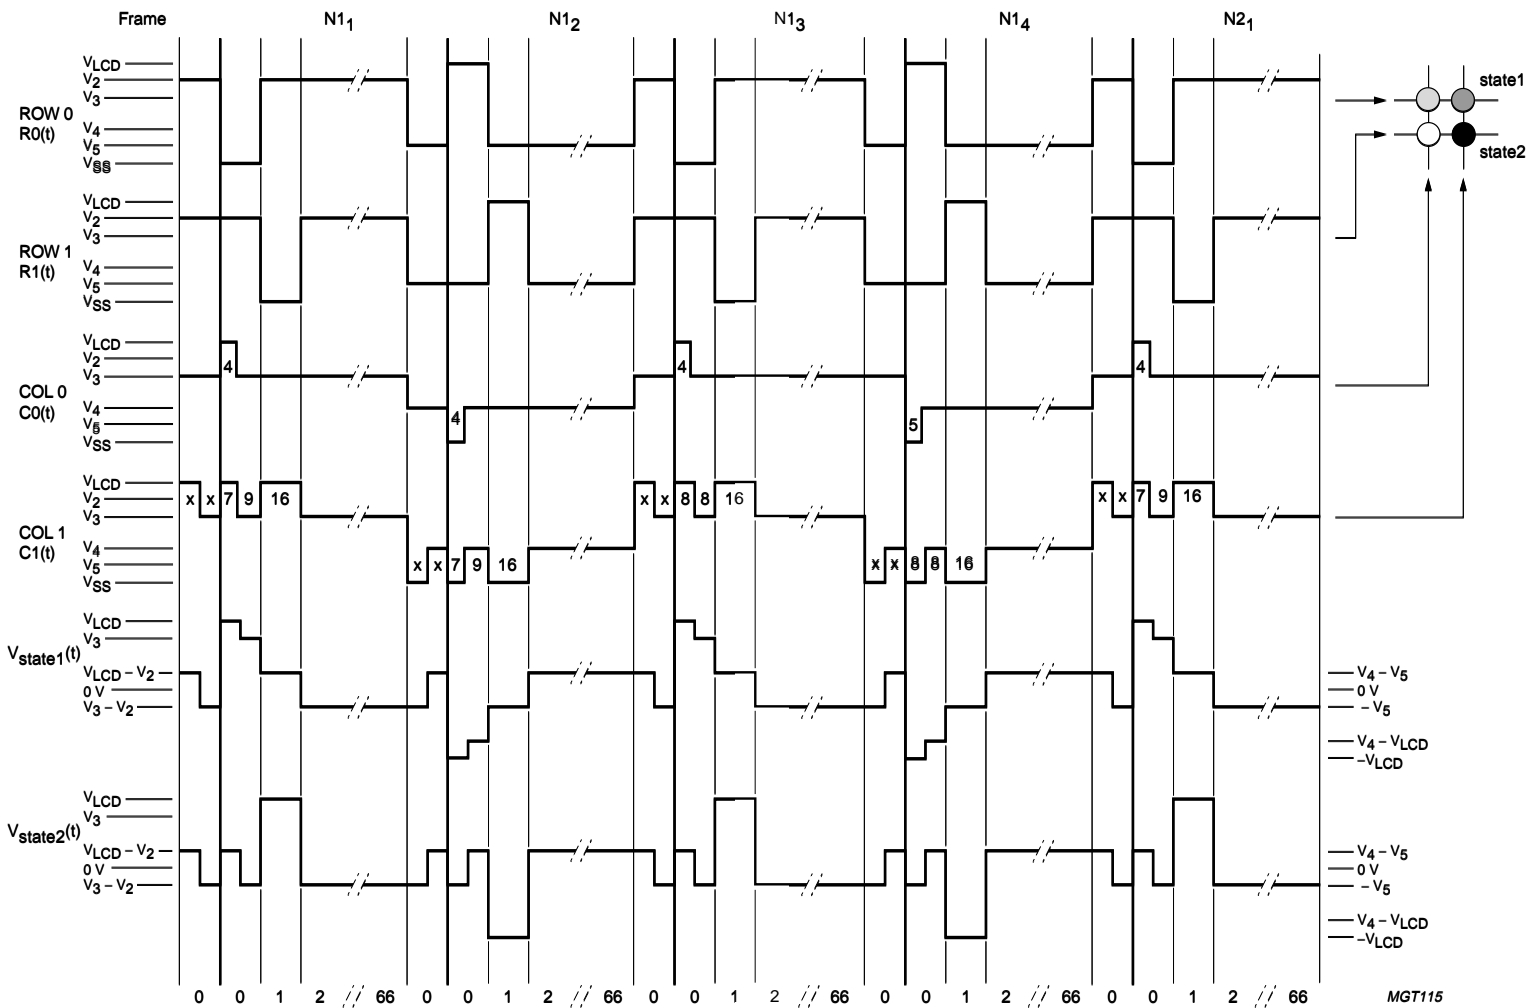 Frame N1₁ N1₂ N1₃ N1₄ N2₁
V_LCD
V₂
V₃
ROW 0
R0(t)
V₄
V₅
V_SS
state1
state2
V_LCD
V₂
V₃
ROW 1
R1(t)
V₄
V₅
V_SS
V_LCD
V₂
V₃
COL 0
C0(t)
V₄
V₅
V_SS
4 4 4 5 4
V_LCD
V₂
V₃
COL 1
C1(t)
V₄
V₅
V_SS
x x 7 9 16 x x 8 8 16 x x 7 9 16
x x 7 9 16 x x 8 8 16
V_LCD
V₃
V_state1(t)
V_LCD – V₂
0 V
V₃ – V₂
V₄ – V₅
0 V
– V₅
V₄ – V_LCD
–V_LCD
V_LCD
V₃
V_state2(t)
V_LCD – V₂
0 V
V₃ – V₂
V₄ – V₅
0 V
– V₅
V₄ – V_LCD
–V_LCD
0 0 1 2 66 0 0 1 2 66 0 0 1 2 66 0 0 1 2 66 0 0 1 2 66
MGT115